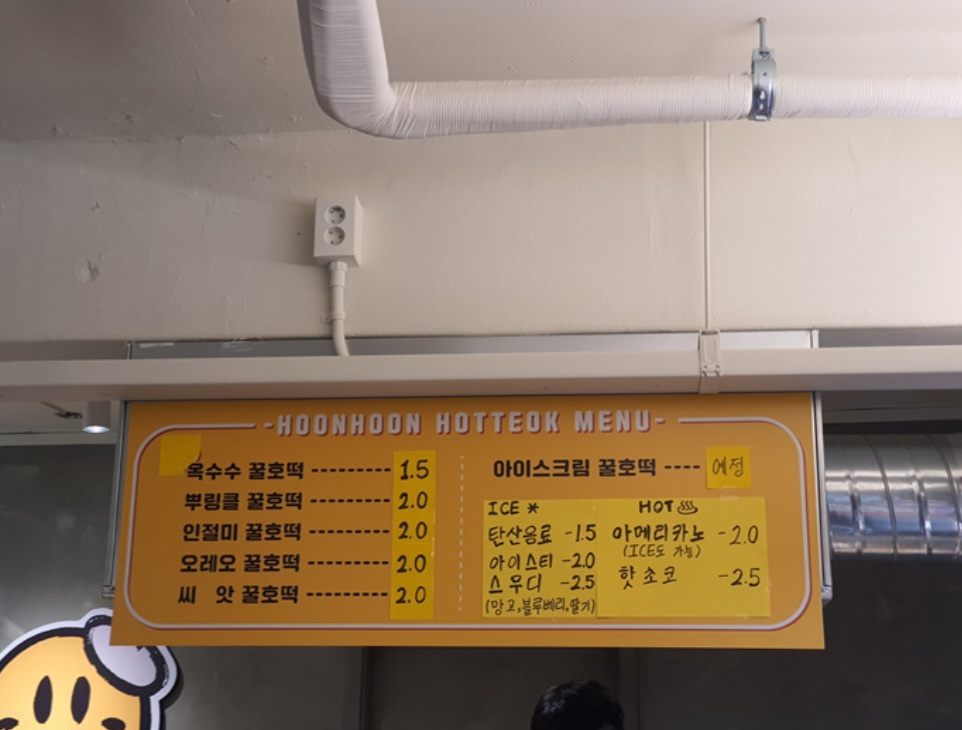 -HOONHOON HOTTEOK MENU-
옥수수 꿀호떡 --------- 1.5
뿌링클 꿀호떡 --------- 2.0
인절미 꿀호떡 --------- 2.0
오레오 꿀호떡 --------- 2.0
씨 앗 꿀호떡 ---------- 2.0
아이스크림 꿀호떡 ---- 예정
ICE *
탄산음료 -1.5
아이스티 -2.0
스무디 -2.5
(망고,블루베리,딸기)
HOT
아메리카노 -2.0
(ICE도 가능)
핫초코 -2.5